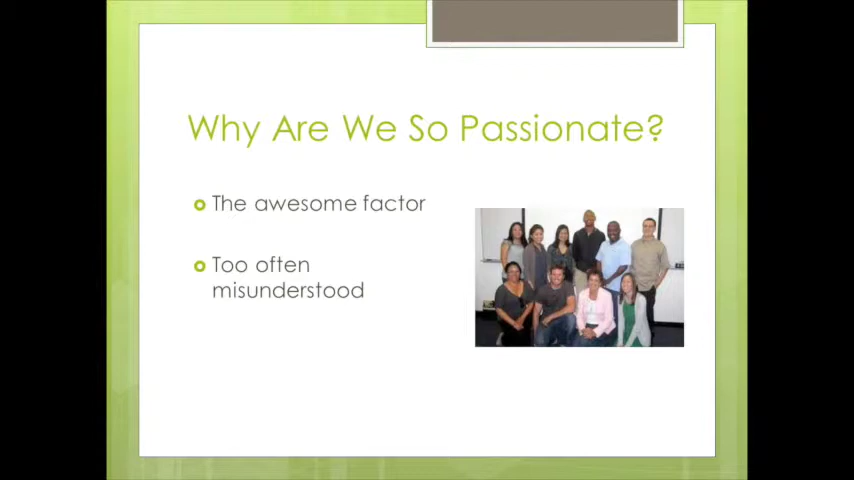 Why Are We So Passionate?
The awesome factor
Too often
misunderstood